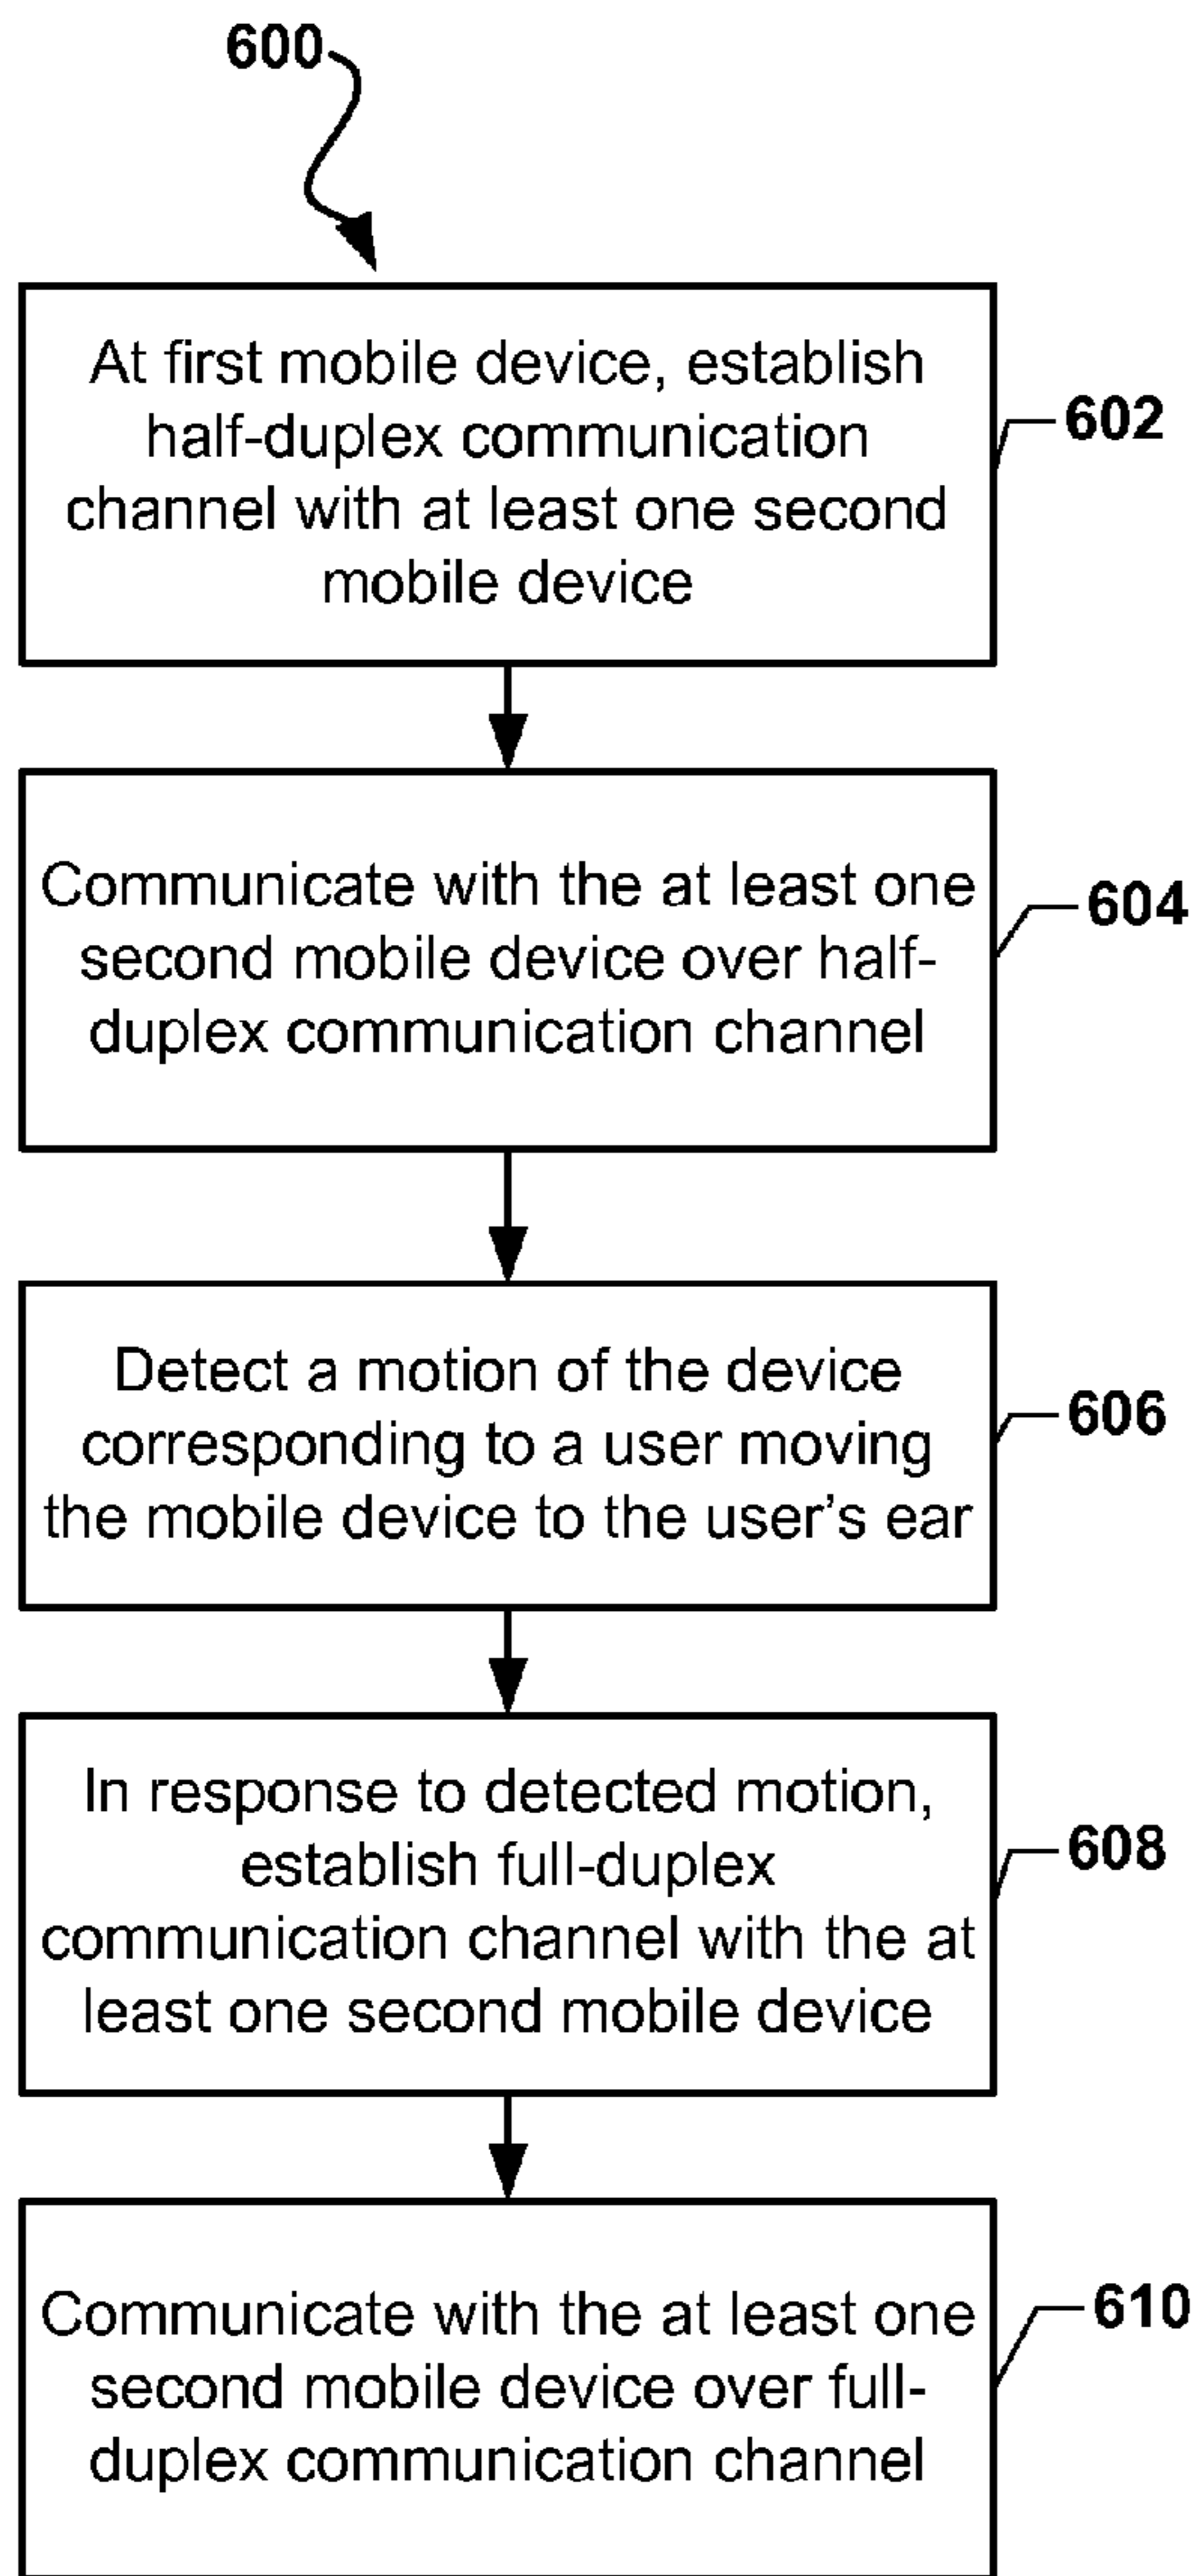 600
At first mobile device, establish
half-duplex communication
channel with at least one second
mobile device
602
Communicate with the at least one
second mobile device over half-
duplex communication channel
604
Detect a motion of the device
corresponding to a user moving
the mobile device to the user's ear
606
In response to detected motion,
establish full-duplex
communication channel with the at
least one second mobile device
608
Communicate with the at least one
second mobile device over full-
duplex communication channel
610